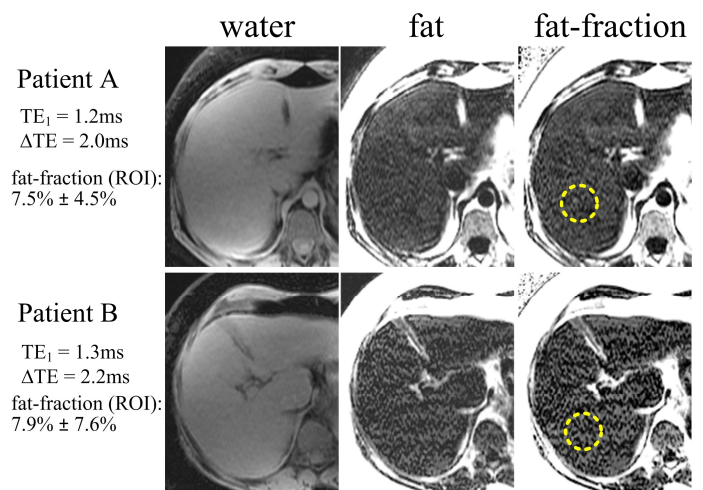 water fat fat-fraction
Patient A
TE₁ = 1.2ms
ΔTE = 2.0ms
fat-fraction (ROI):
7.5% ± 4.5%
Patient B
TE₁ = 1.3ms
ΔTE = 2.2ms
fat-fraction (ROI):
7.9% ± 7.6%